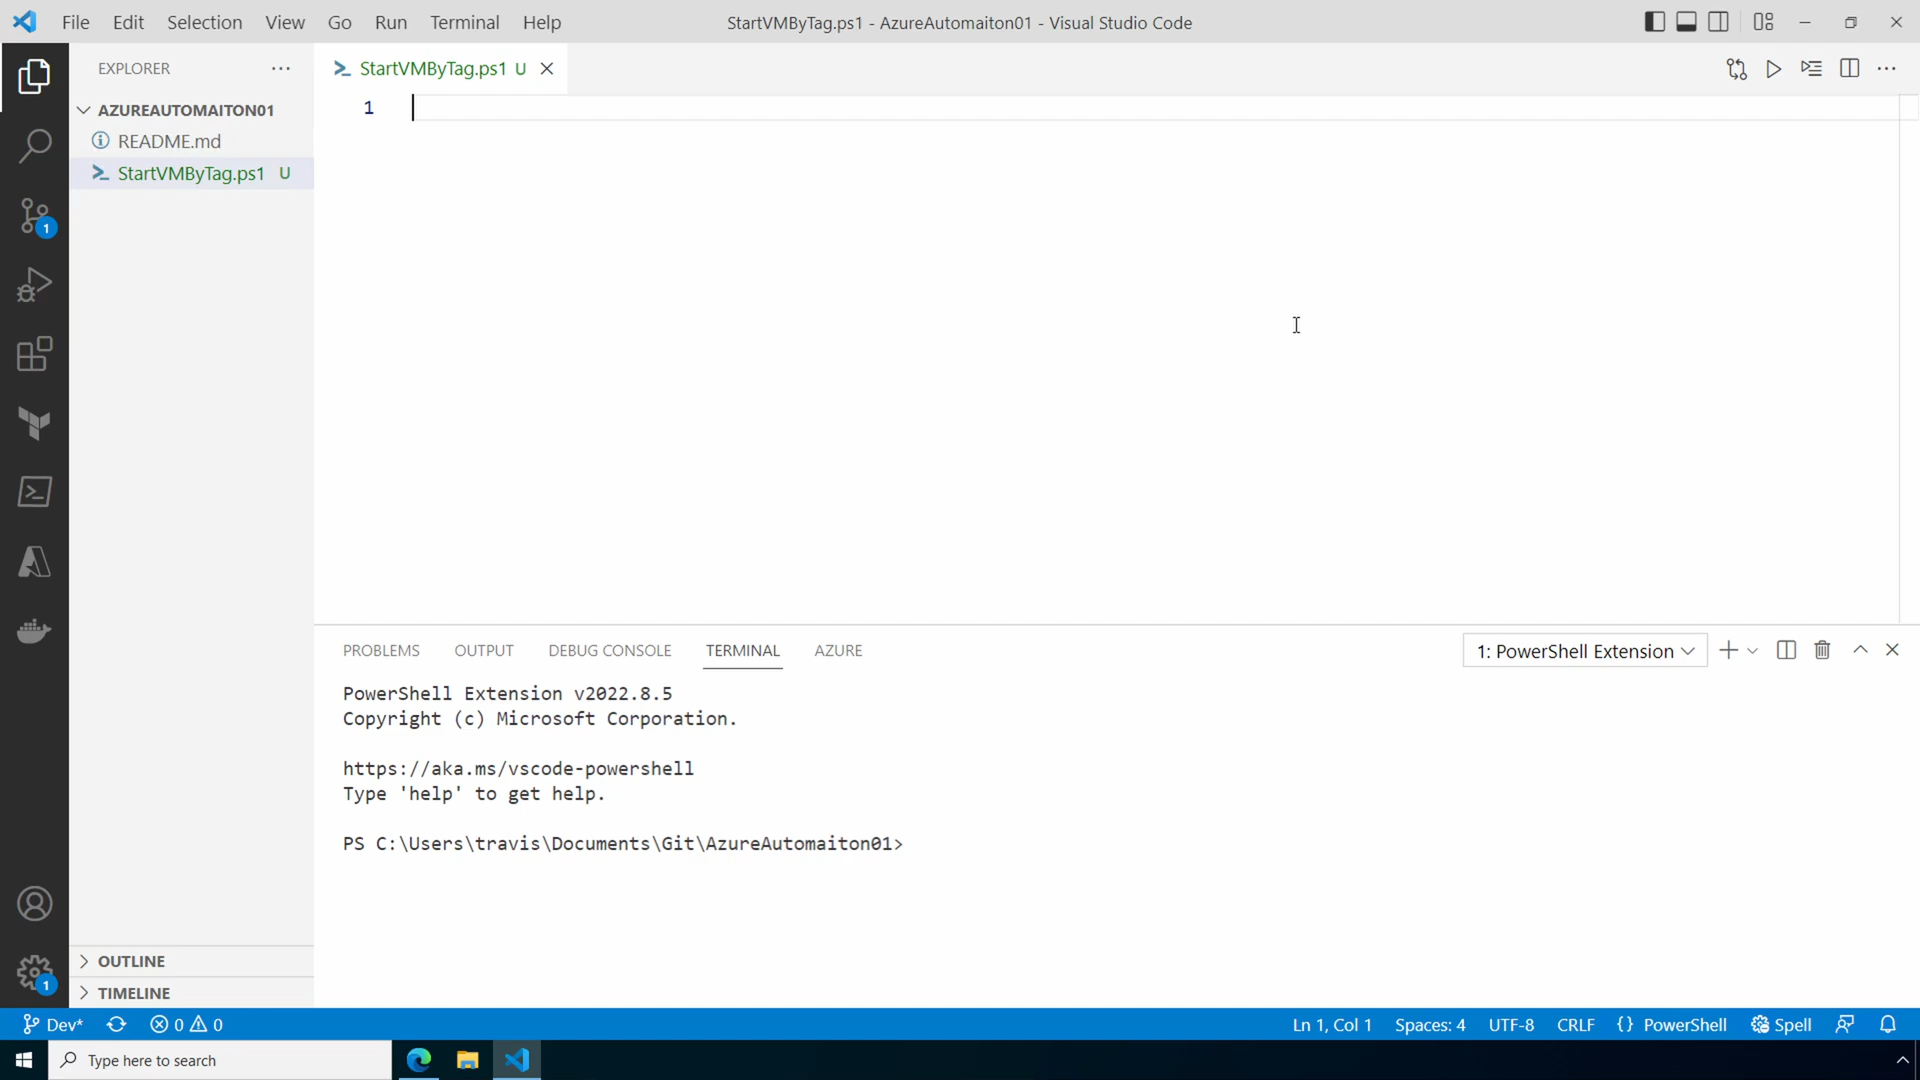 File Edit Selection View Go Run Terminal Help
StartVMByTag.ps1 - AzureAutomaiton01 - Visual Studio Code
EXPLORER
StartVMByTag.ps1 U
AZUREAUTOMAITON01
README.md
StartVMByTag.ps1 U
1
1
PROBLEMS OUTPUT DEBUG CONSOLE TERMINAL AZURE
1: PowerShell Extension
PowerShell Extension v2022.8.5
Copyright (c) Microsoft Corporation.
https://aka.ms/vscode-powershell
Type 'help' to get help.
PS C:\Users\travis\Documents\Git\AzureAutomaiton01>
OUTLINE
1
TIMELINE
Dev* 0 0 Ln 1, Col 1 Spaces: 4 UTF-8 CRLF {} PowerShell Spell
Type here to search